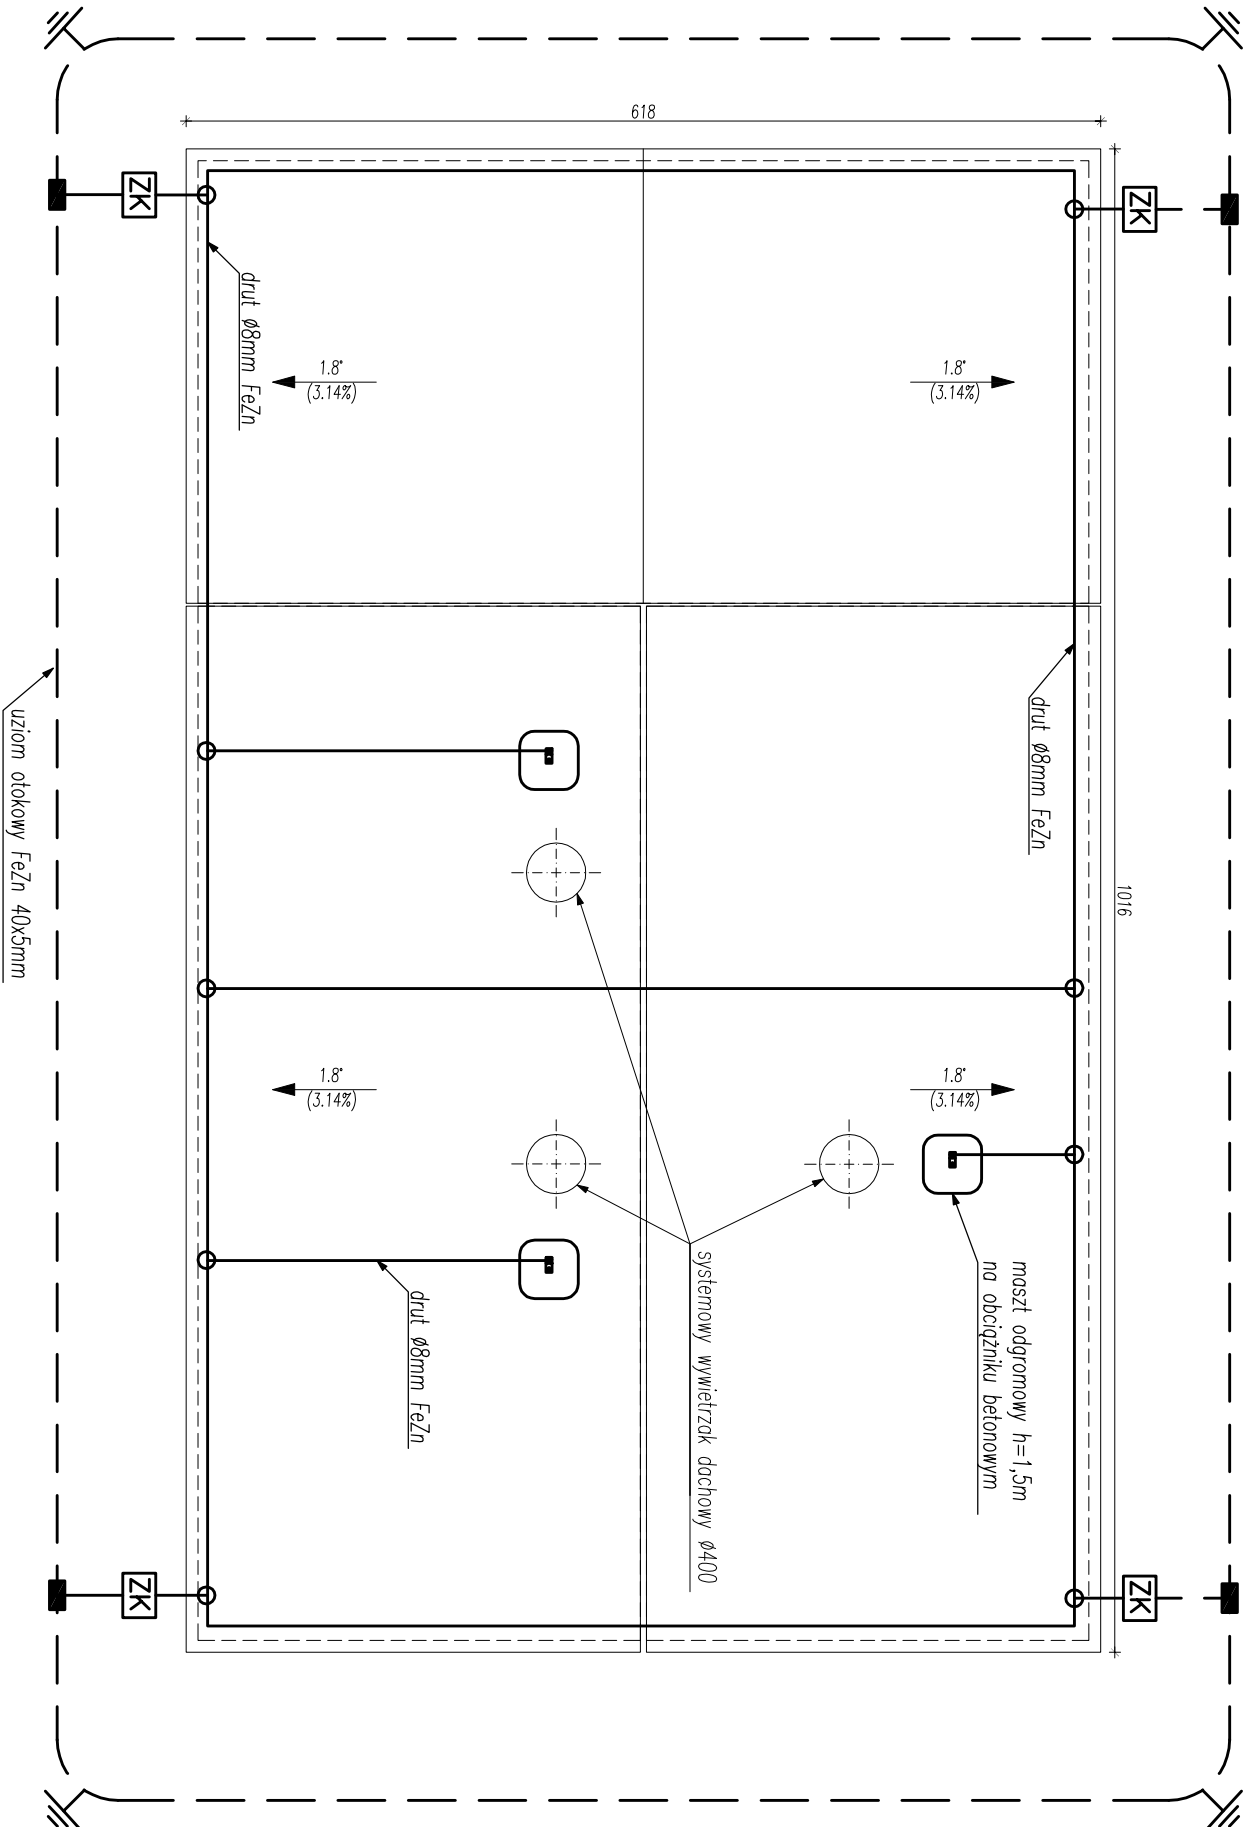 618
ZK
ZK
drut ø8mm FeZn
1.8°
(3.14%)
1.8°
(3.14%)
drut ø8mm FeZn
1016
uziom otokowy FeZn 40x5mm
1.8°
(3.14%)
1.8°
(3.14%)
maszt odgromowy h=1,5m
na obciążniku betonowym
systemowy wywietrzak dachowy ø400
drut ø8mm FeZn
ZK
ZK